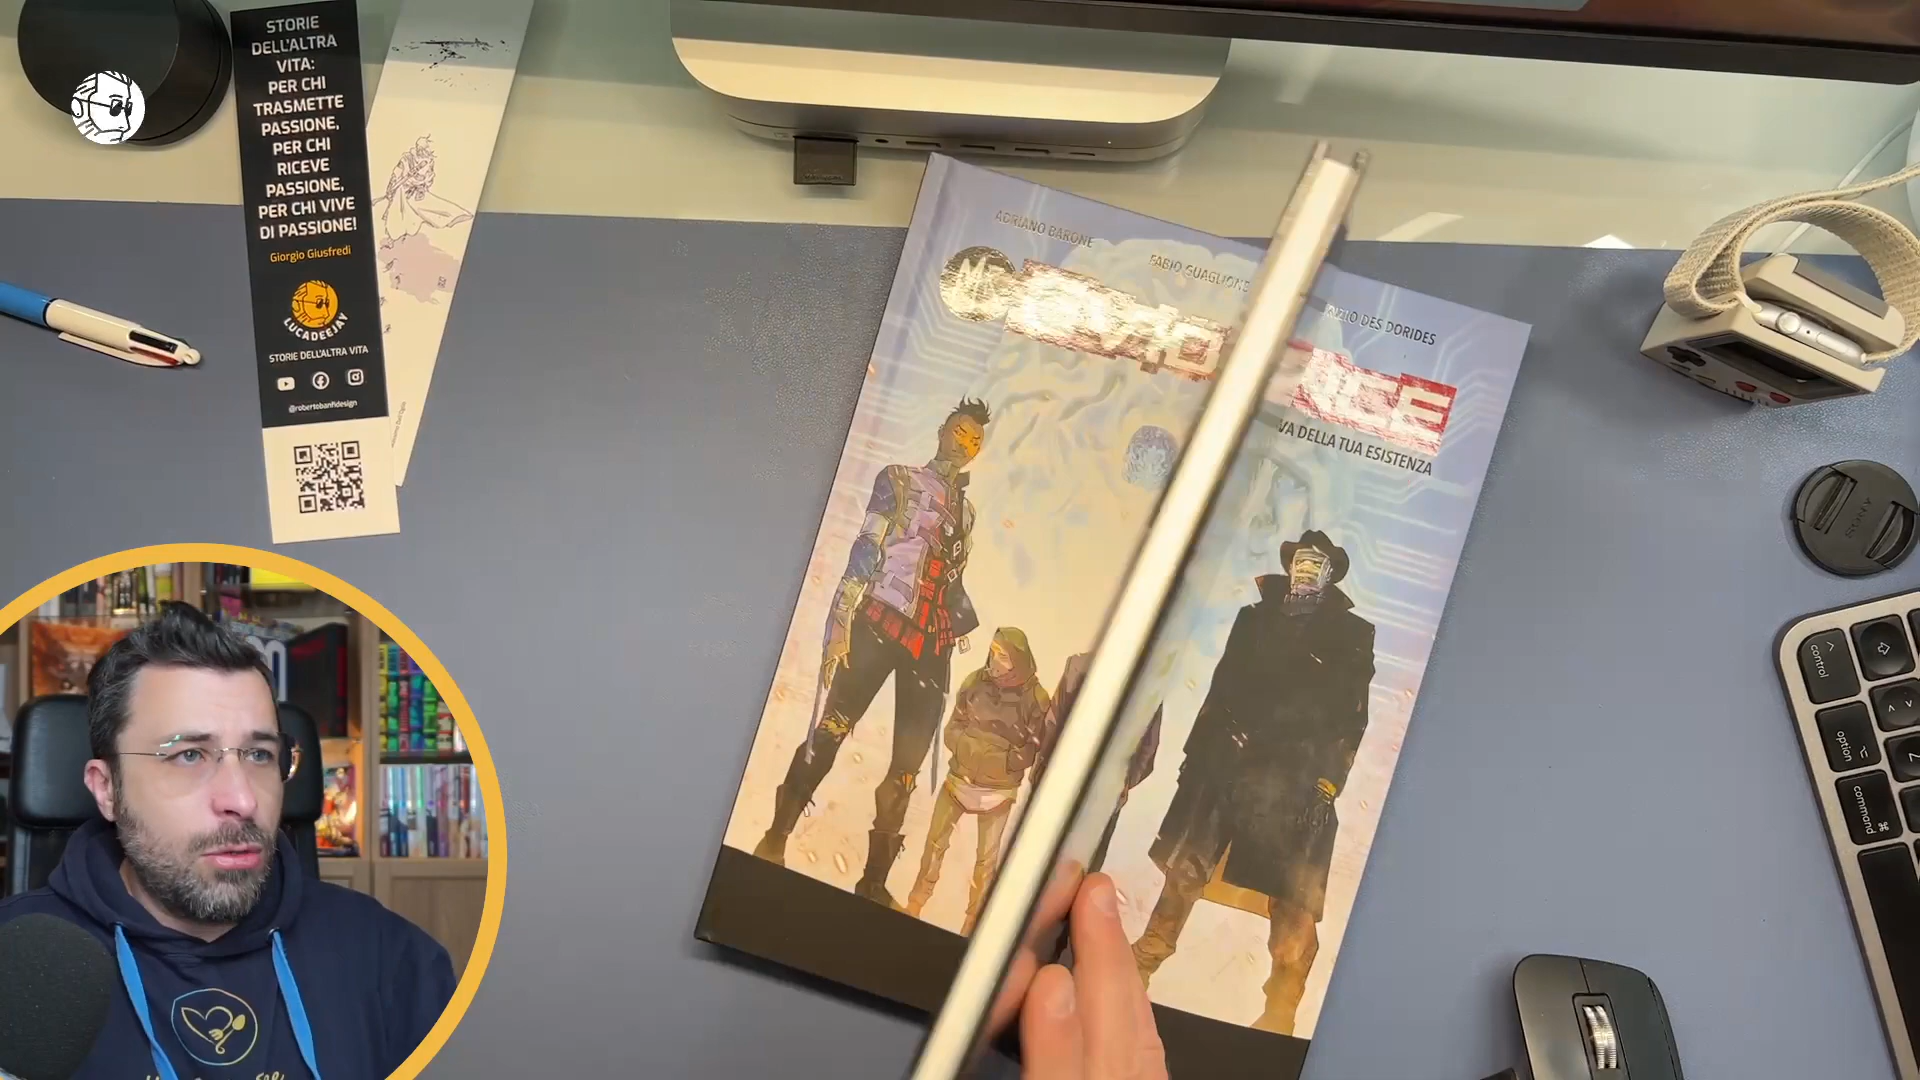 STORIE
DELL'ALTRA
VITA:
PER CHI
TRASMETTE
PASSIONE,
PER CHI
RICEVE
PASSIONE,
PER CHI VIVE
DI PASSIONE!
Giorgio Giusfredi
LUCADEEJAY
STORIE DELL'ALTRA VITA
@robertobanfidesign
ADRIANO BARONE
FABIO GUAGLIONE
DES DORIDES
VA DELLA TUA ESISTENZA
SONY
control
option
command